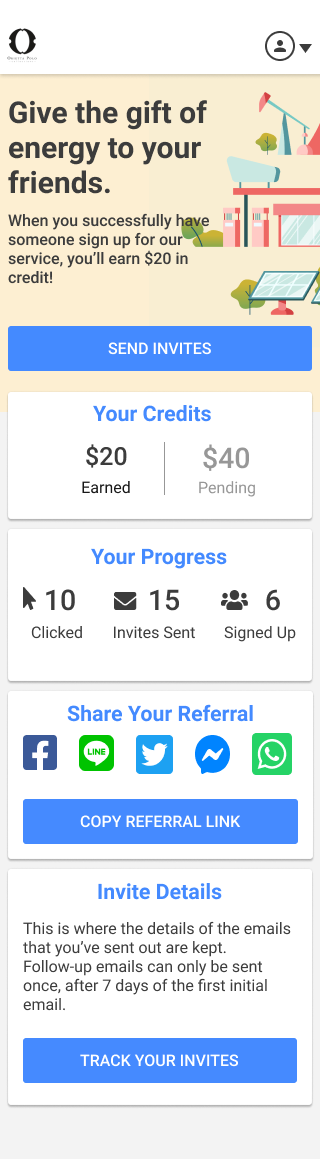 Give the gift of
energy to your
friends.
When you successfully have
someone sign up for our
service, you’ll earn $20 in
credit!
SEND INVITES
Your Credits
$20
Earned
$40
Pending
Your Progress
10
Clicked
15
Invites Sent
6
Signed Up
Share Your Referral
LINE
COPY REFERRAL LINK
Invite Details
This is where the details of the emails
that you’ve sent out are kept.
Follow-up emails can only be sent
once, after 7 days of the first initial
email.
TRACK YOUR INVITES